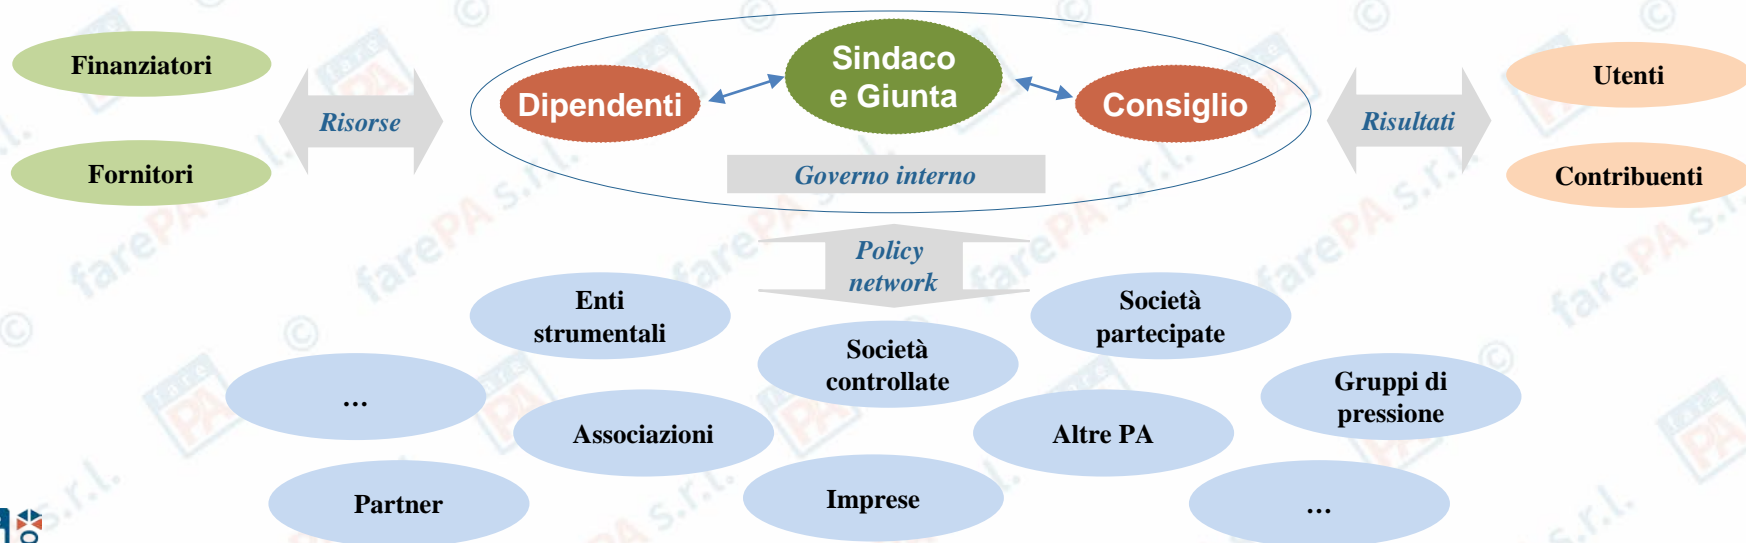 Finanziatori
Fornitori
Risorse
Dipendenti
Sindaco
e Giunta
Consiglio
Governo interno
Risultati
Utenti
Contribuenti
Policy
network
Enti
strumentali
Società
partecipate
Società
controllate
Gruppi di
pressione
…
Associazioni
Altre PA
Partner
Imprese
…
farePA s.r.l.
©